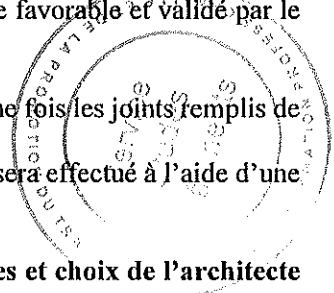 e favorable et validé par le
ne fois les joints remplis de
sera effectué à l'aide d'une
es et choix de l'architecte